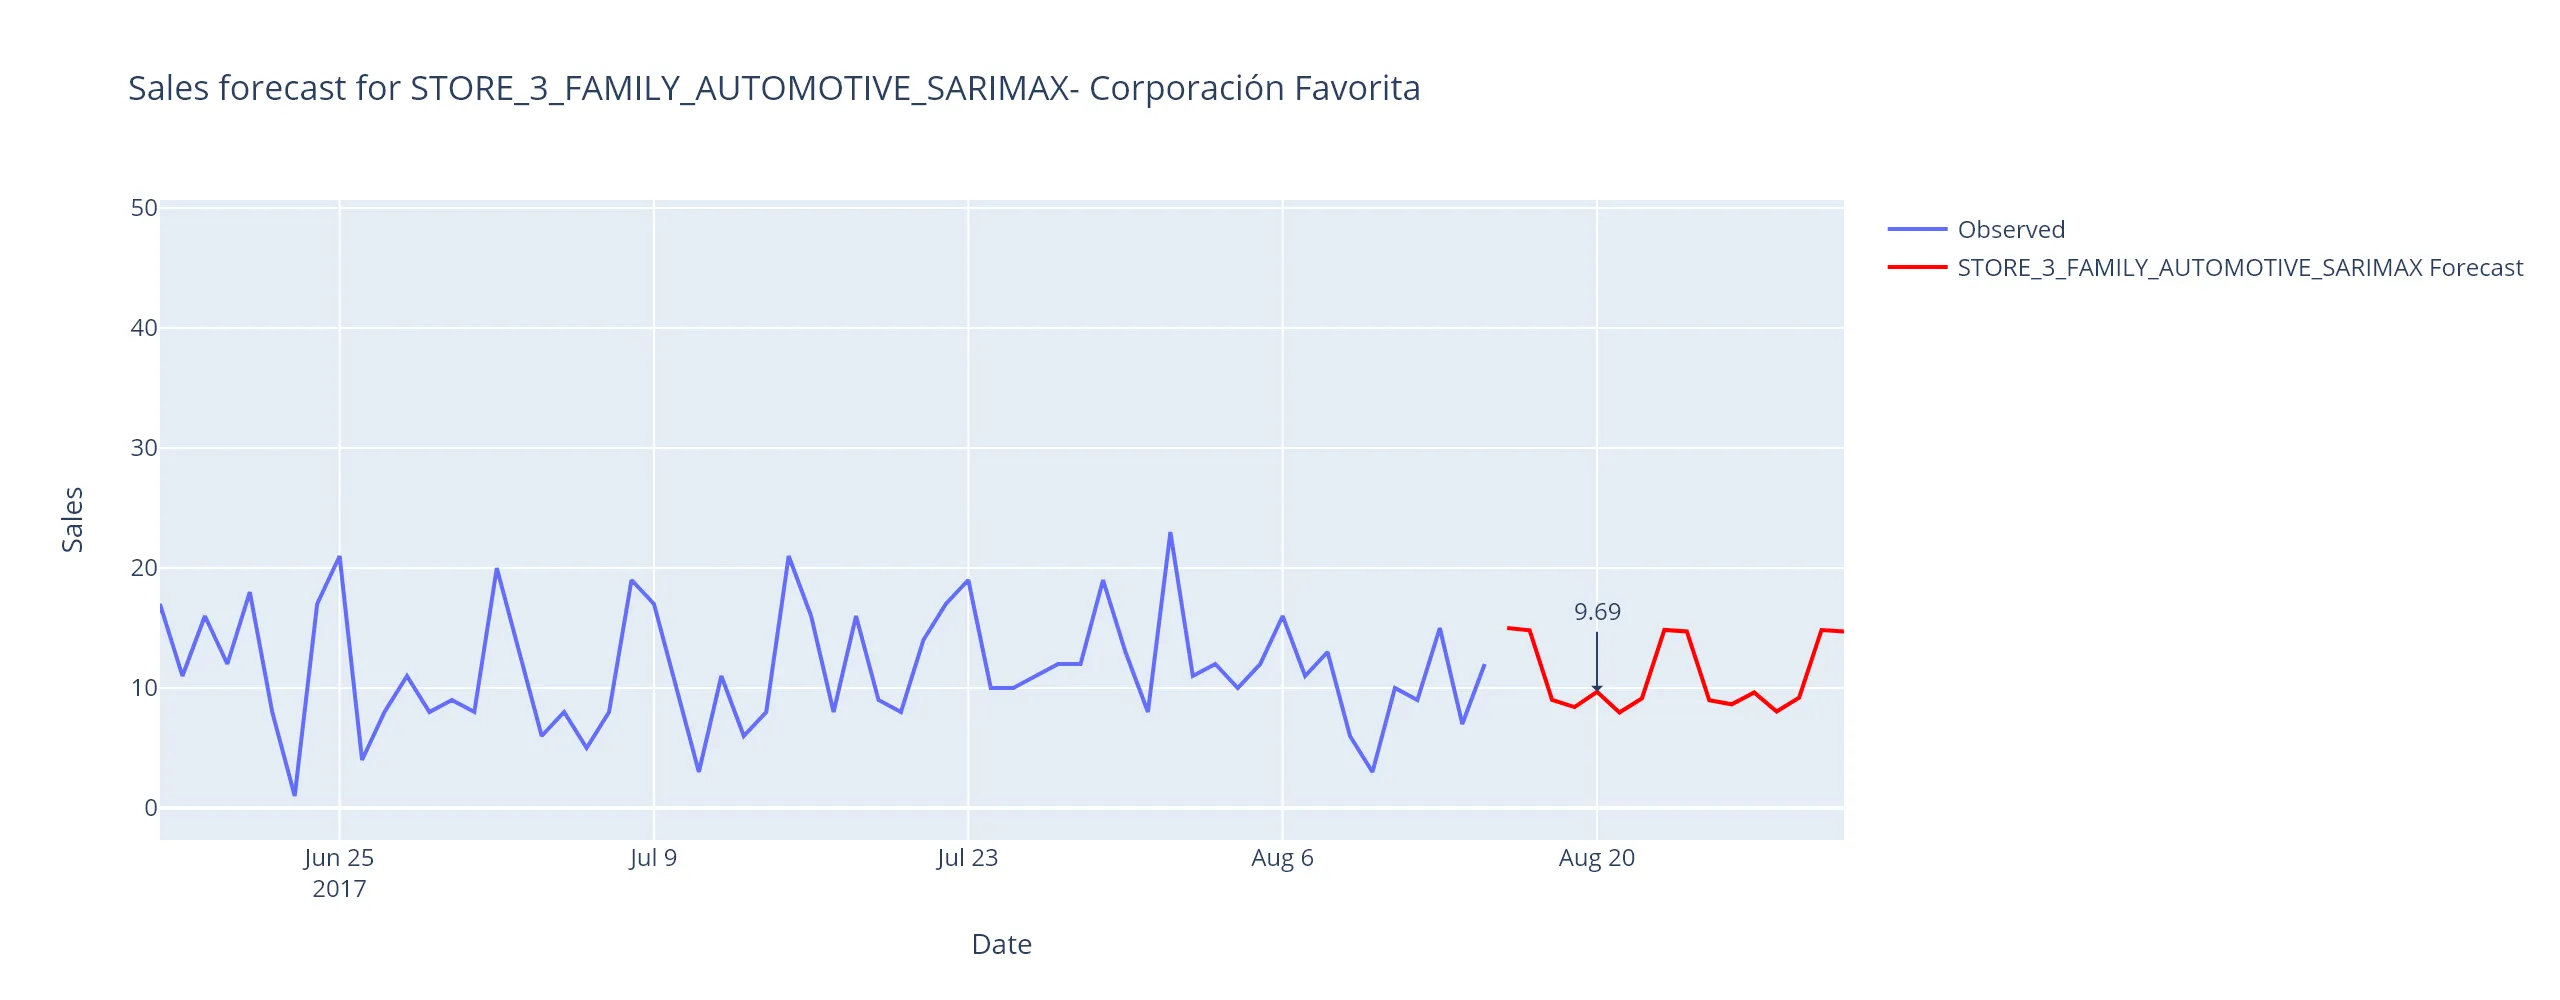 Sales forecast for STORE_3_FAMILY_AUTOMOTIVE_SARIMAX- Corporación Favorita
Observed
STORE_3_FAMILY_AUTOMOTIVE_SARIMAX Forecast
50
40
30
20
10
0
Sales
9.69
Jun 25
2017
Jul 9
Jul 23
Aug 6
Aug 20
Date